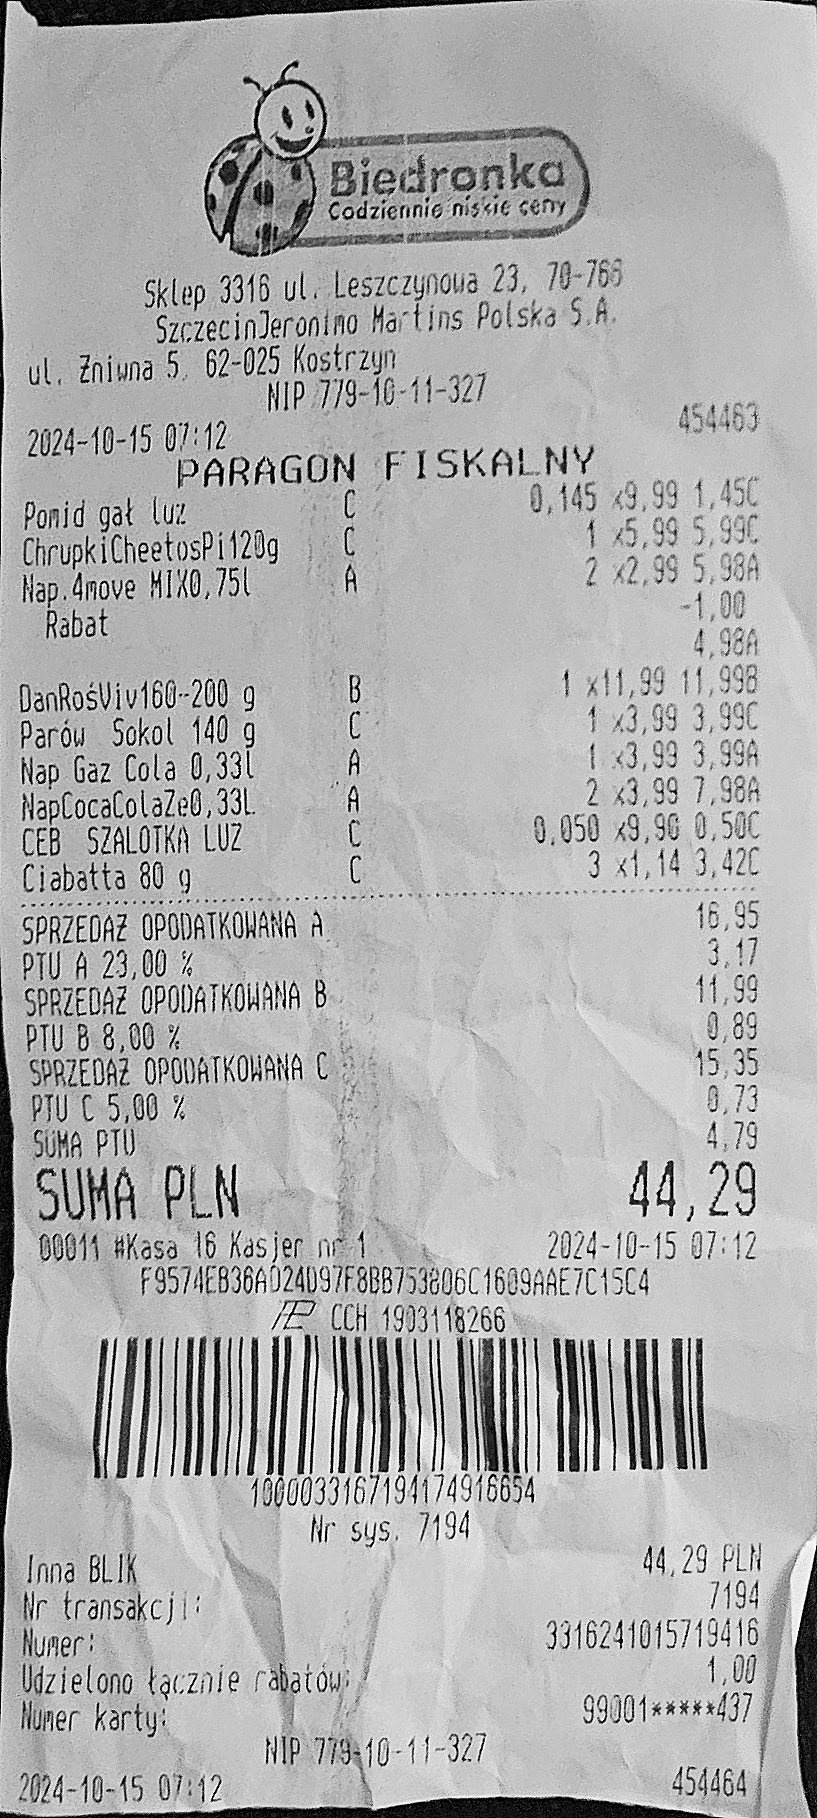 Biedronka
Codziennie niskie ceny
Sklep 3316 ul. Leszczynowa 23, 70-766
SzczecinJeronimo Martins Polska S.A.
ul. Żniwna 5, 62-025 Kostrzyn
NIP 779-10-11-327
2024-10-15 07:12 454463
PARAGON FISKALNY
Pomid gał luz C 0,145 x9,99 1,45C
ChrupkiCheetosPi120g C 1 x5,99 5,99C
Nap.4move MIX0,75l A 2 x2,99 5,98A
Rabat -1,00
4,98A
DanRośViv160-200 g B 1 x11,99 11,99B
Parów Sokol 140 g C 1 x3,99 3,99C
Nap Gaz Cola 0,33l A 1 x3,99 3,99A
NapCocaColaZe0,33L A 2 x3,99 7,98A
CEB SZALOTKA LUZ C 0,050 x9,90 0,50C
Ciabatta 80 g C 3 x1,14 3,42C
SPRZEDAŻ OPODATKOWANA A 16,95
PTU A 23,00 % 3,17
SPRZEDAŻ OPODATKOWANA B 11,99
PTU B 8,00 % 0,89
SPRZEDAŻ OPODATKOWANA C 15,35
PTU C 5,00 % 0,73
SUMA PTU 4,79
SUMA PLN 44,29
00011 #Kasa 16 Kasjer nr 1 2024-10-15 07:12
F9574EB36AD24D97F8BB753806C1609AAE7C15C4
CCH 1903118266
1000033167194174916654
Nr sys. 7194
Inna BLIK 44,29 PLN
Nr transakcji: 7194
Numer: 3316241015719416
Udzielono łącznie rabatów: 1,00
Numer karty: 99001*****437
NIP 779-10-11-327
2024-10-15 07:12 454464